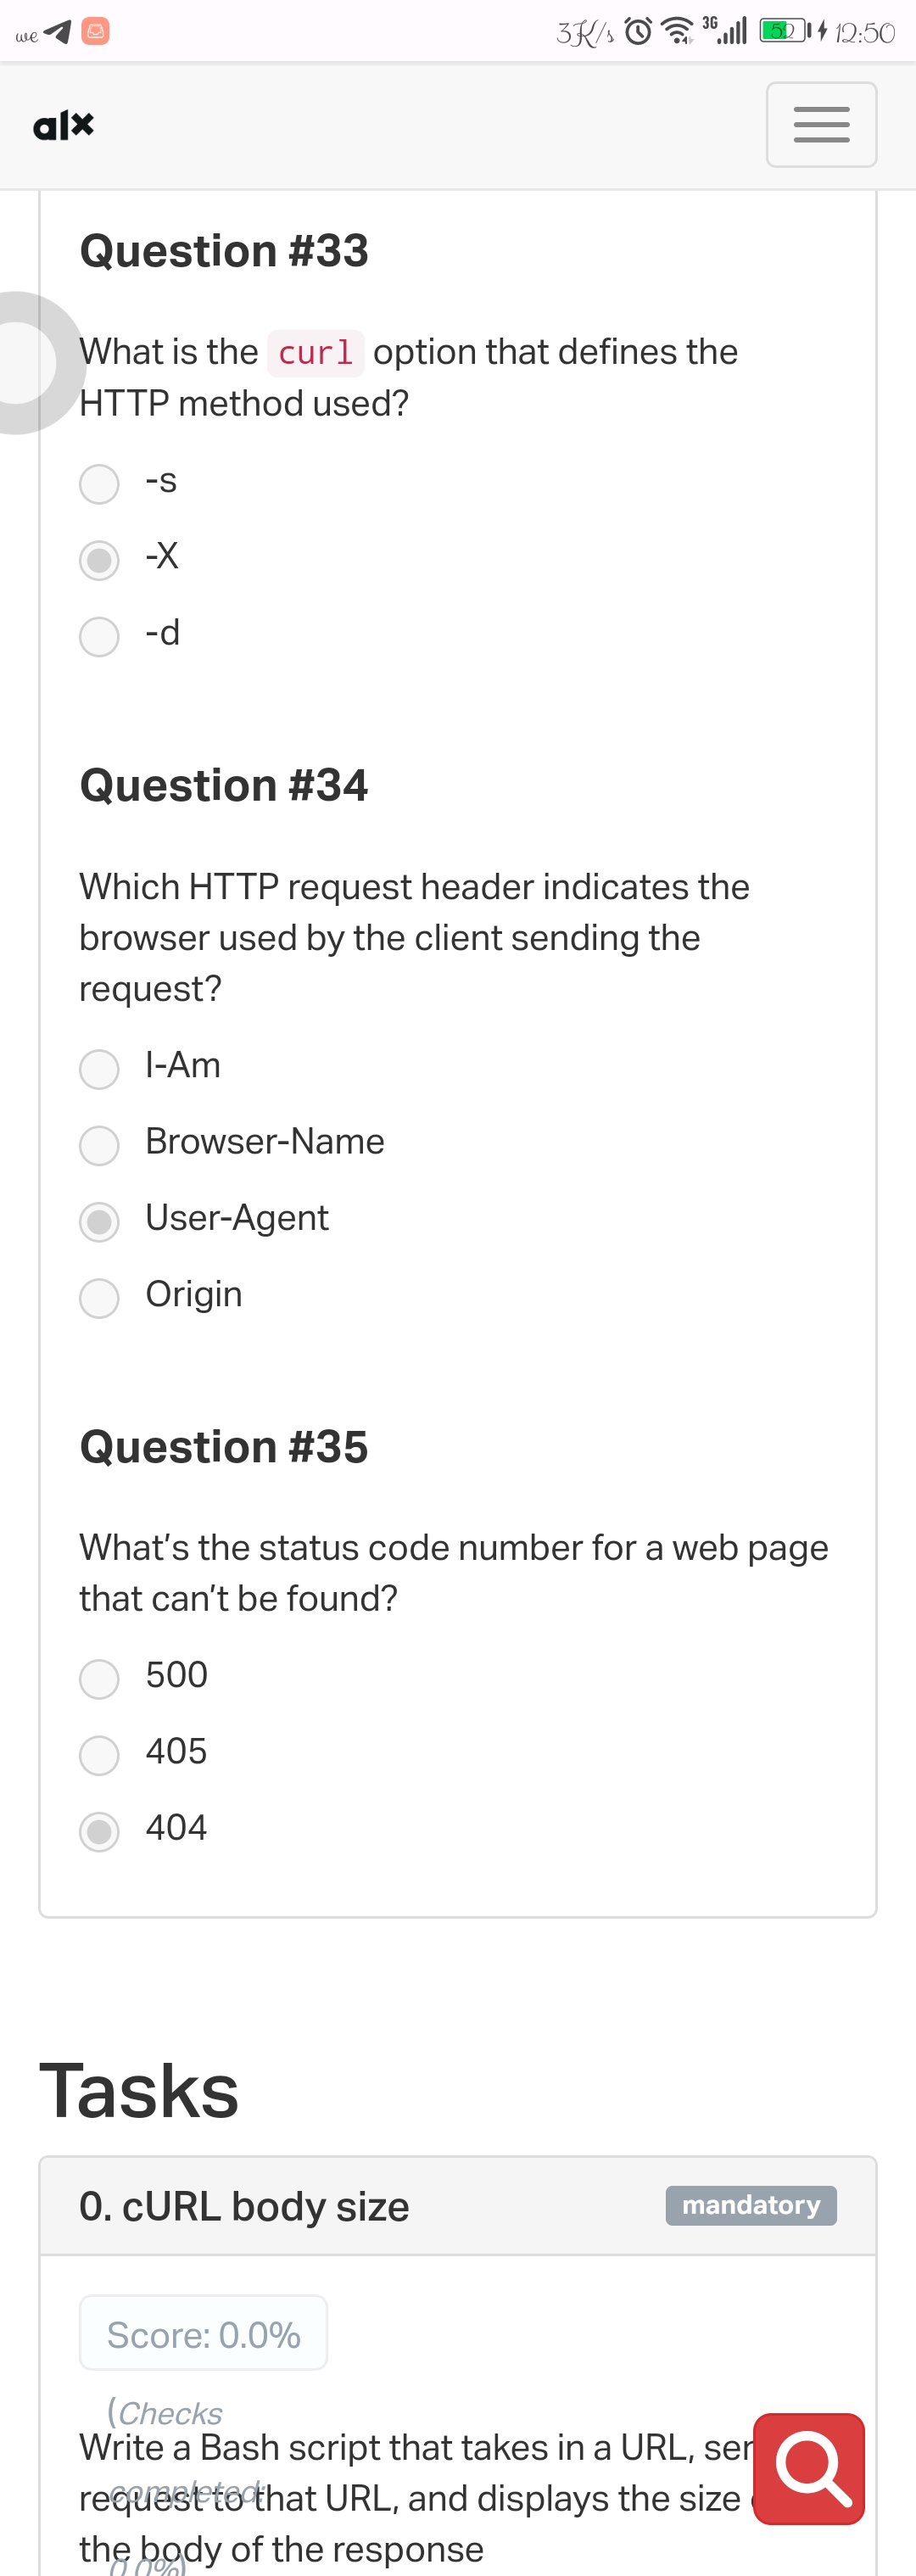 we
3K/s 3G 52 12:50
alx
Question #33
What is the curl option that defines the
HTTP method used?
-s
-X
-d
Question #34
Which HTTP request header indicates the
browser used by the client sending the
request?
I-Am
Browser-Name
User-Agent
Origin
Question #35
What's the status code number for a web page
that can't be found?
500
405
404
Tasks
0. cURL body size
mandatory
Score: 0.0%
(Checks
Write a Bash script that takes in a URL,
completed:
request to that URL, and displays the size
the body of the response
0.0%)